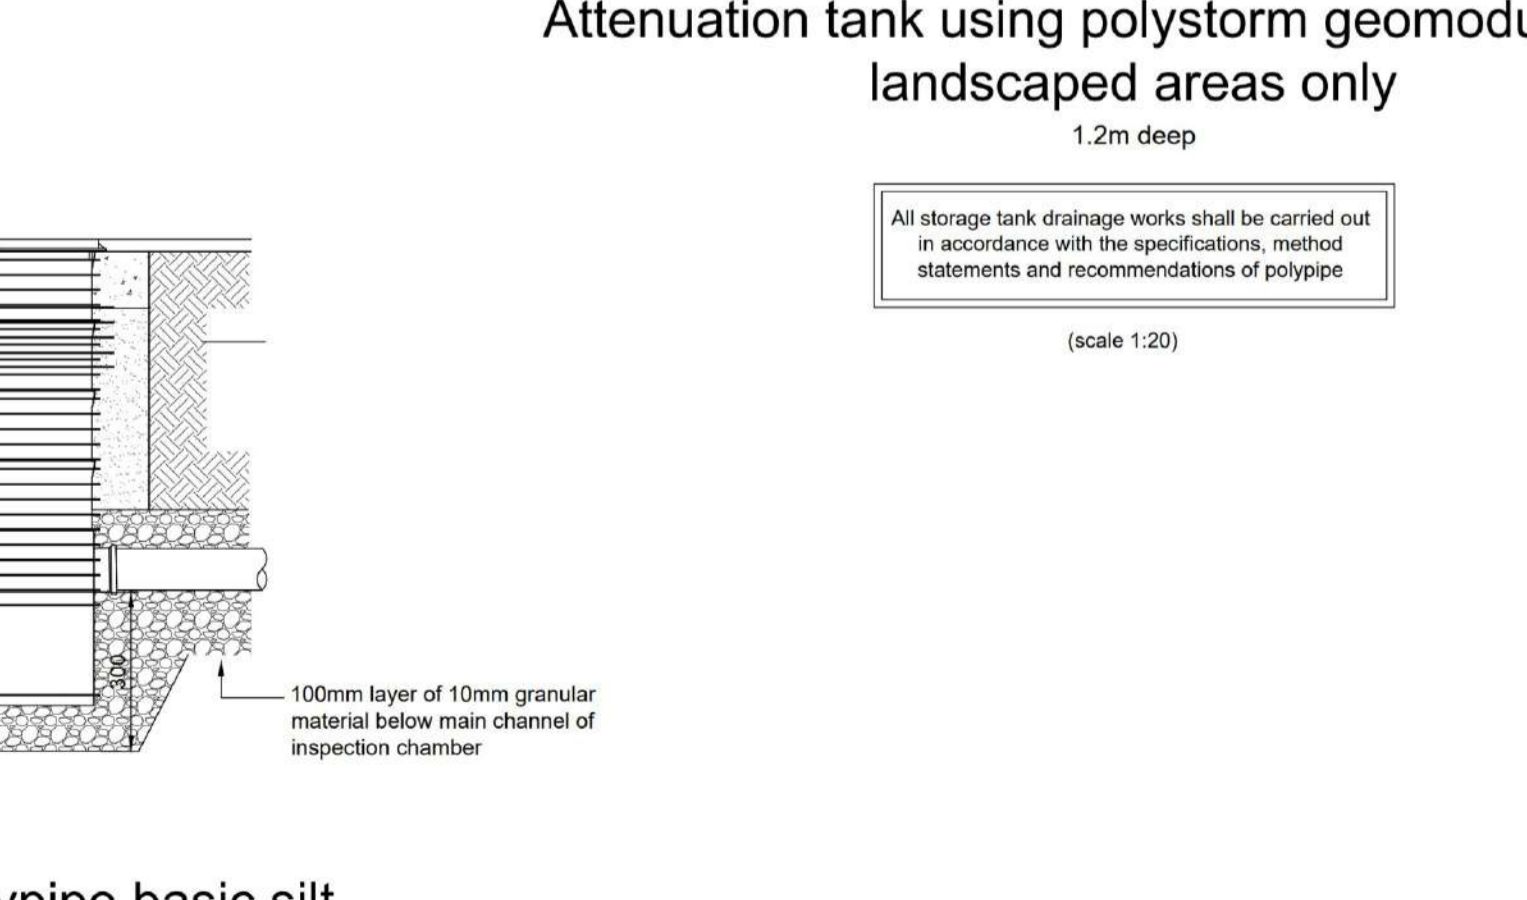 Attenuation tank using polystorm geomodu
landscaped areas only
1.2m deep
All storage tank drainage works shall be carried out
in accordance with the specifications, method
statements and recommendations of polypipe
(scale 1:20)
300
100mm layer of 10mm granular
material below main channel of
inspection chamber
ypipe basic silt